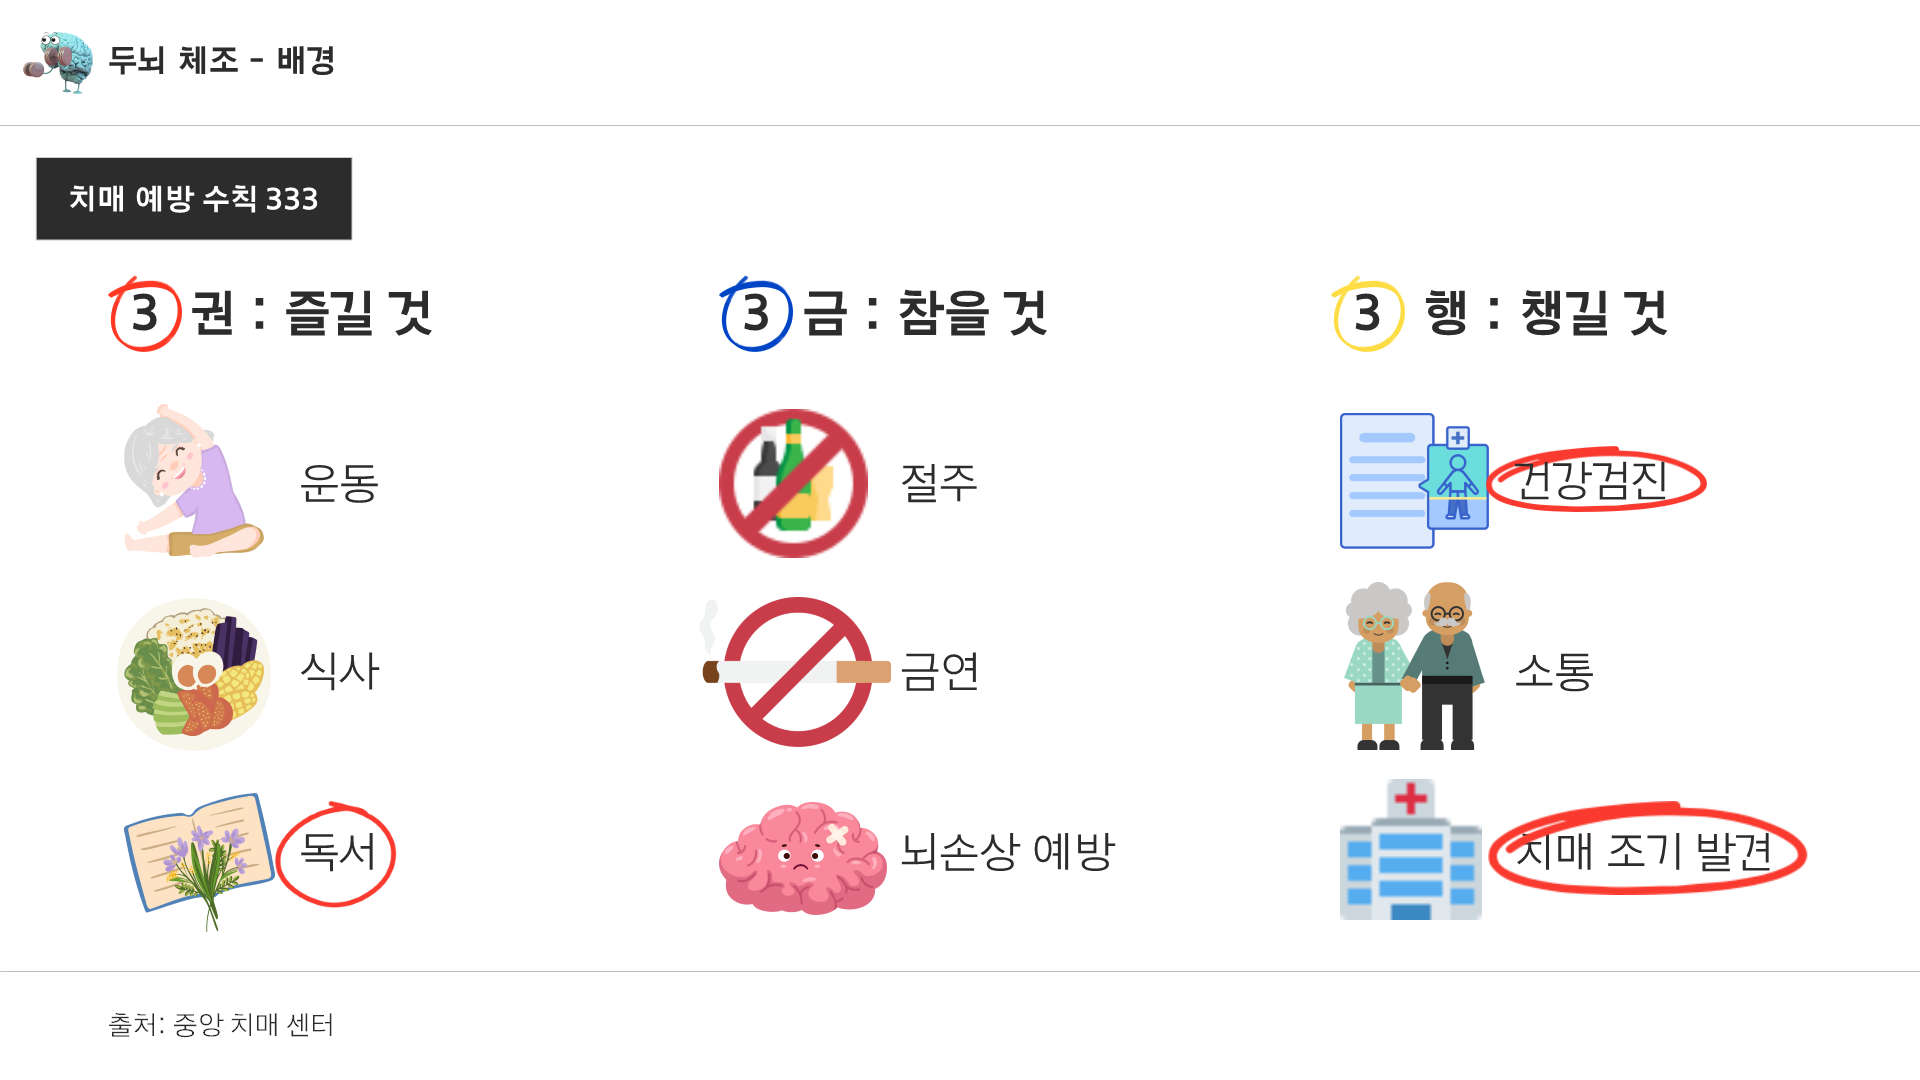 두뇌 체조 - 배경
치매 예방 수칙 333
3 권 : 즐길 것
운동
식사
독서
3 금 : 참을 것
절주
금연
뇌손상 예방
3 행 : 챙길 것
건강검진
소통
치매 조기 발견
출처: 중앙 치매 센터